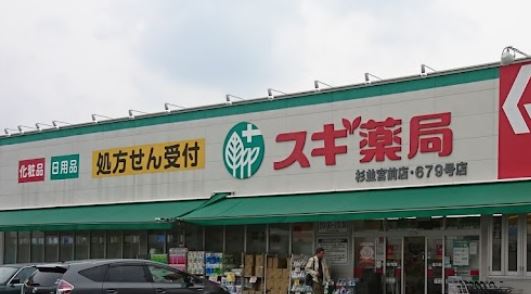 化粧品 日用品 処方せん受付 スギ薬局
杉並宮前店・679号店